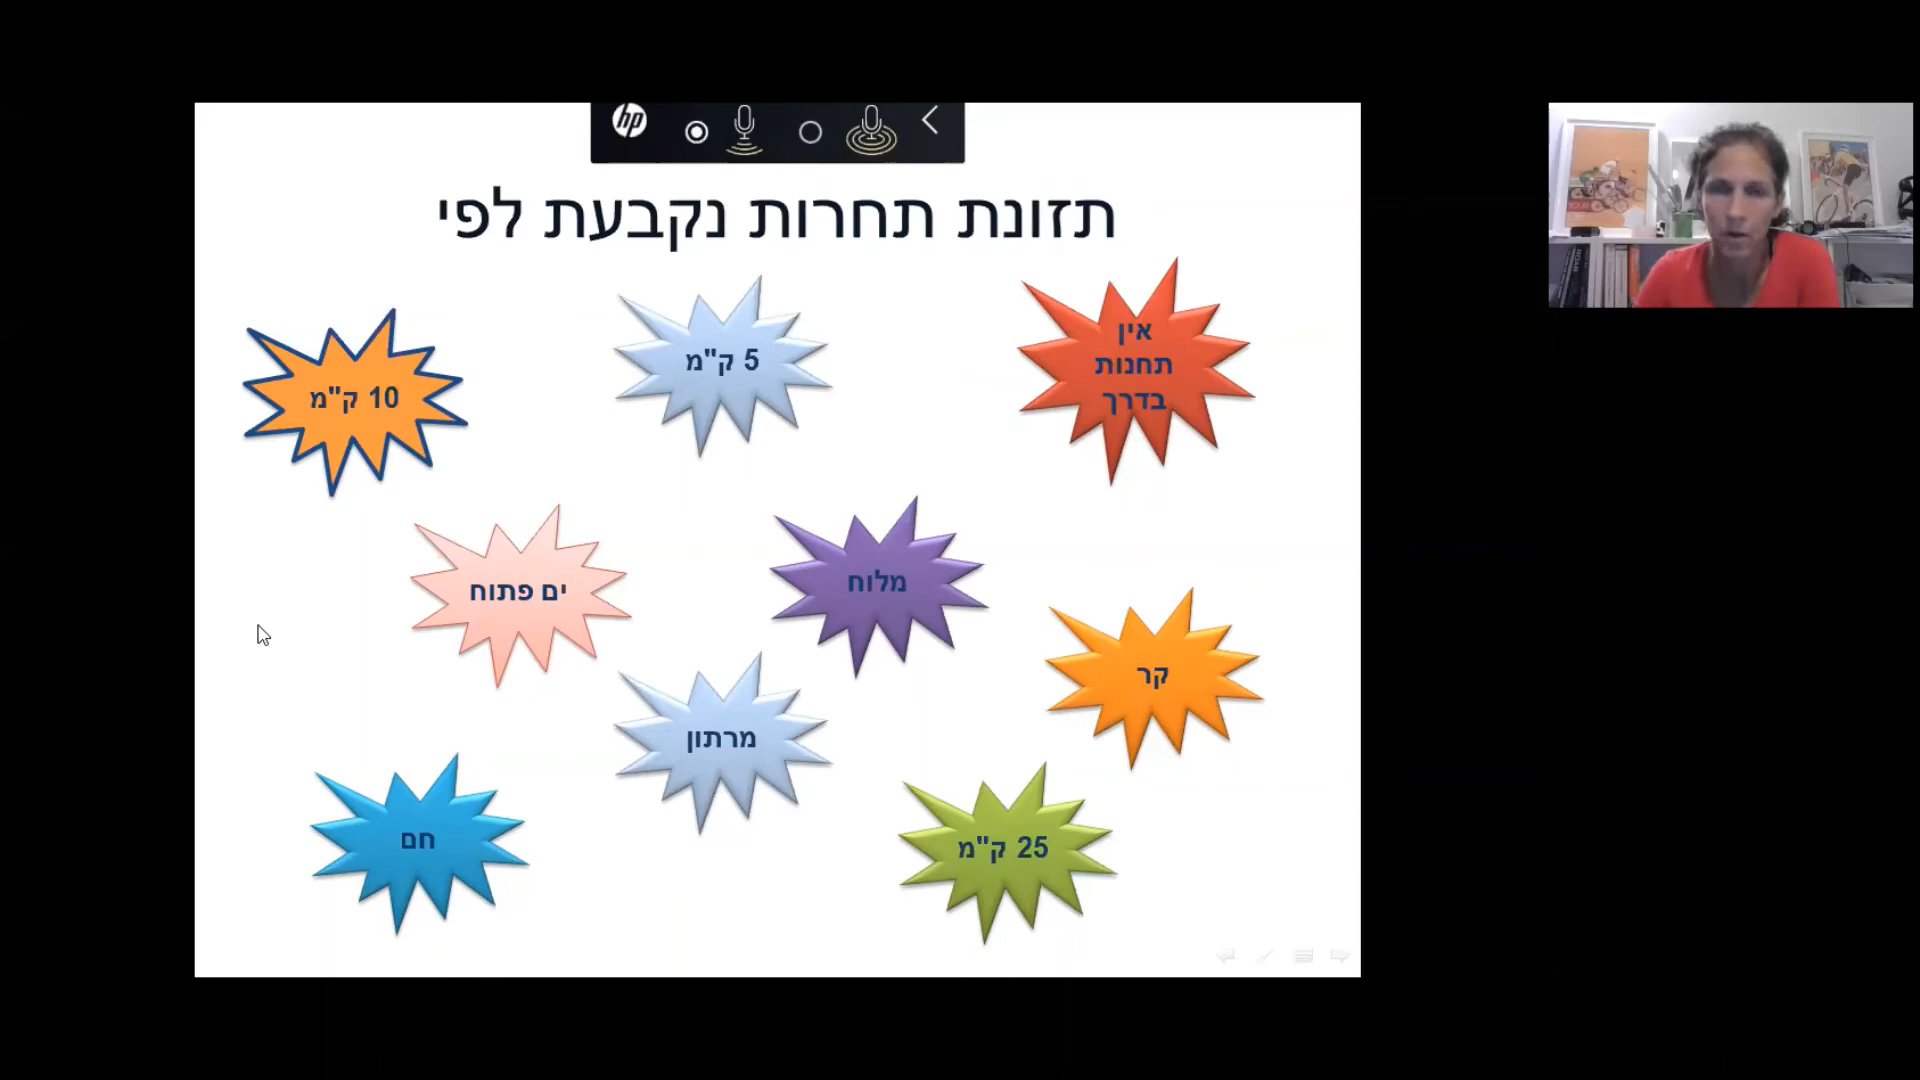 hp
תזונת תחרות נקבעת לפי
אין
תחנות
בדרך
5 ק"מ
10 ק"מ
מלוח
ים פתוח
קר
מרתון
25 ק"מ
חם